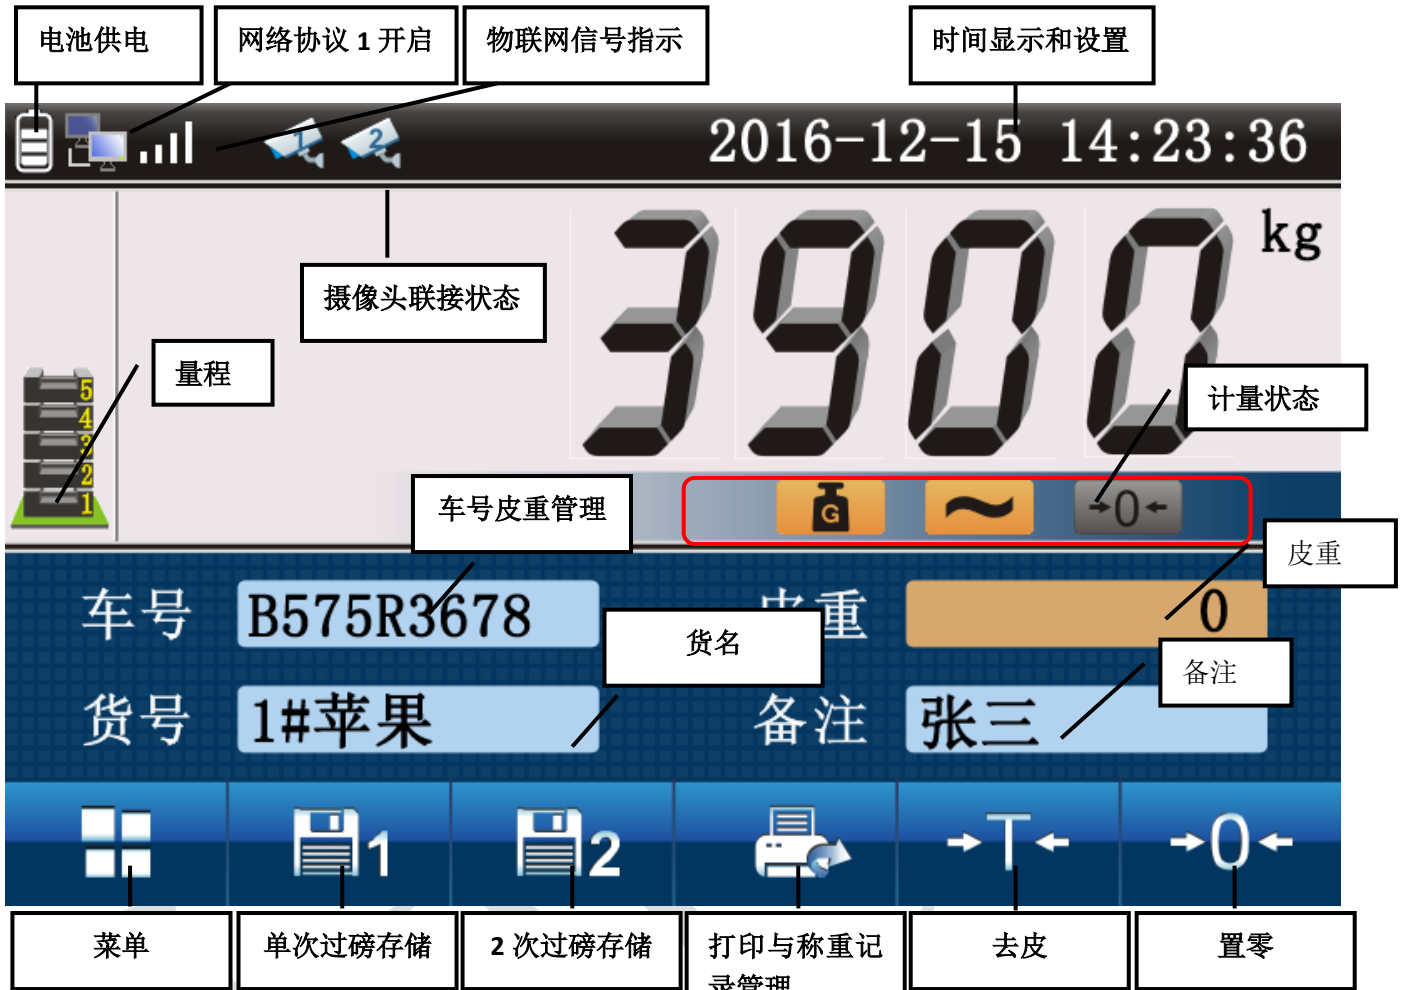 电池供电
网络协议 1 开启
物联网信号指示
时间显示和设置
1
2
2016-12-15 14:23:36
3900
kg
摄像头联接状态
量程
5
4
3
2
1
计量状态
车号皮重管理
G
→0←
皮重
车号
B575R3678
皮重
0
货名
备注
货号
1#苹果
备注
张三
1
2
→T←
→0←
菜单
单次过磅存储
2 次过磅存储
打印与称重记
录管理
去皮
置零